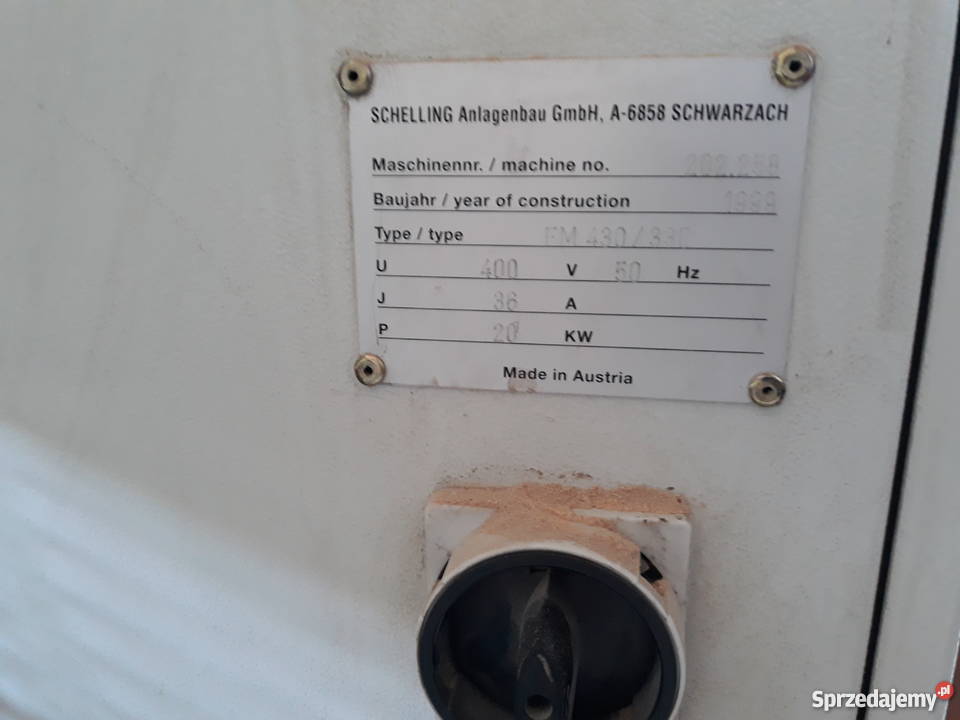 SCHELLING Anlagenbau GmbH, A-6858 SCHWARZACH
Maschinennr. / machine no.
Baujahr / year of construction
Type / type
U 400 V 50 Hz
J 36 A
P 20 KW
Made in Austria
Sprzedajemy.pl